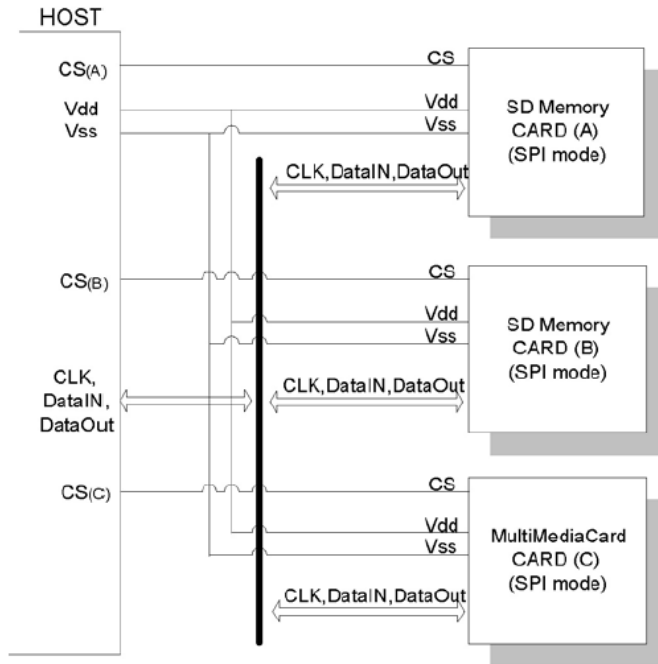 HOST
CS(A)
Vdd
Vss
CS
Vdd
Vss
CLK,DataIN,DataOut
SD Memory
CARD (A)
(SPI mode)
CS(B)
CS
Vdd
Vss
CLK,DataIN,DataOut
SD Memory
CARD (B)
(SPI mode)
CLK,
DataIN,
DataOut
CS(C)
CS
Vdd
Vss
CLK,DataIN,DataOut
MultiMediaCard
CARD (C)
(SPI mode)